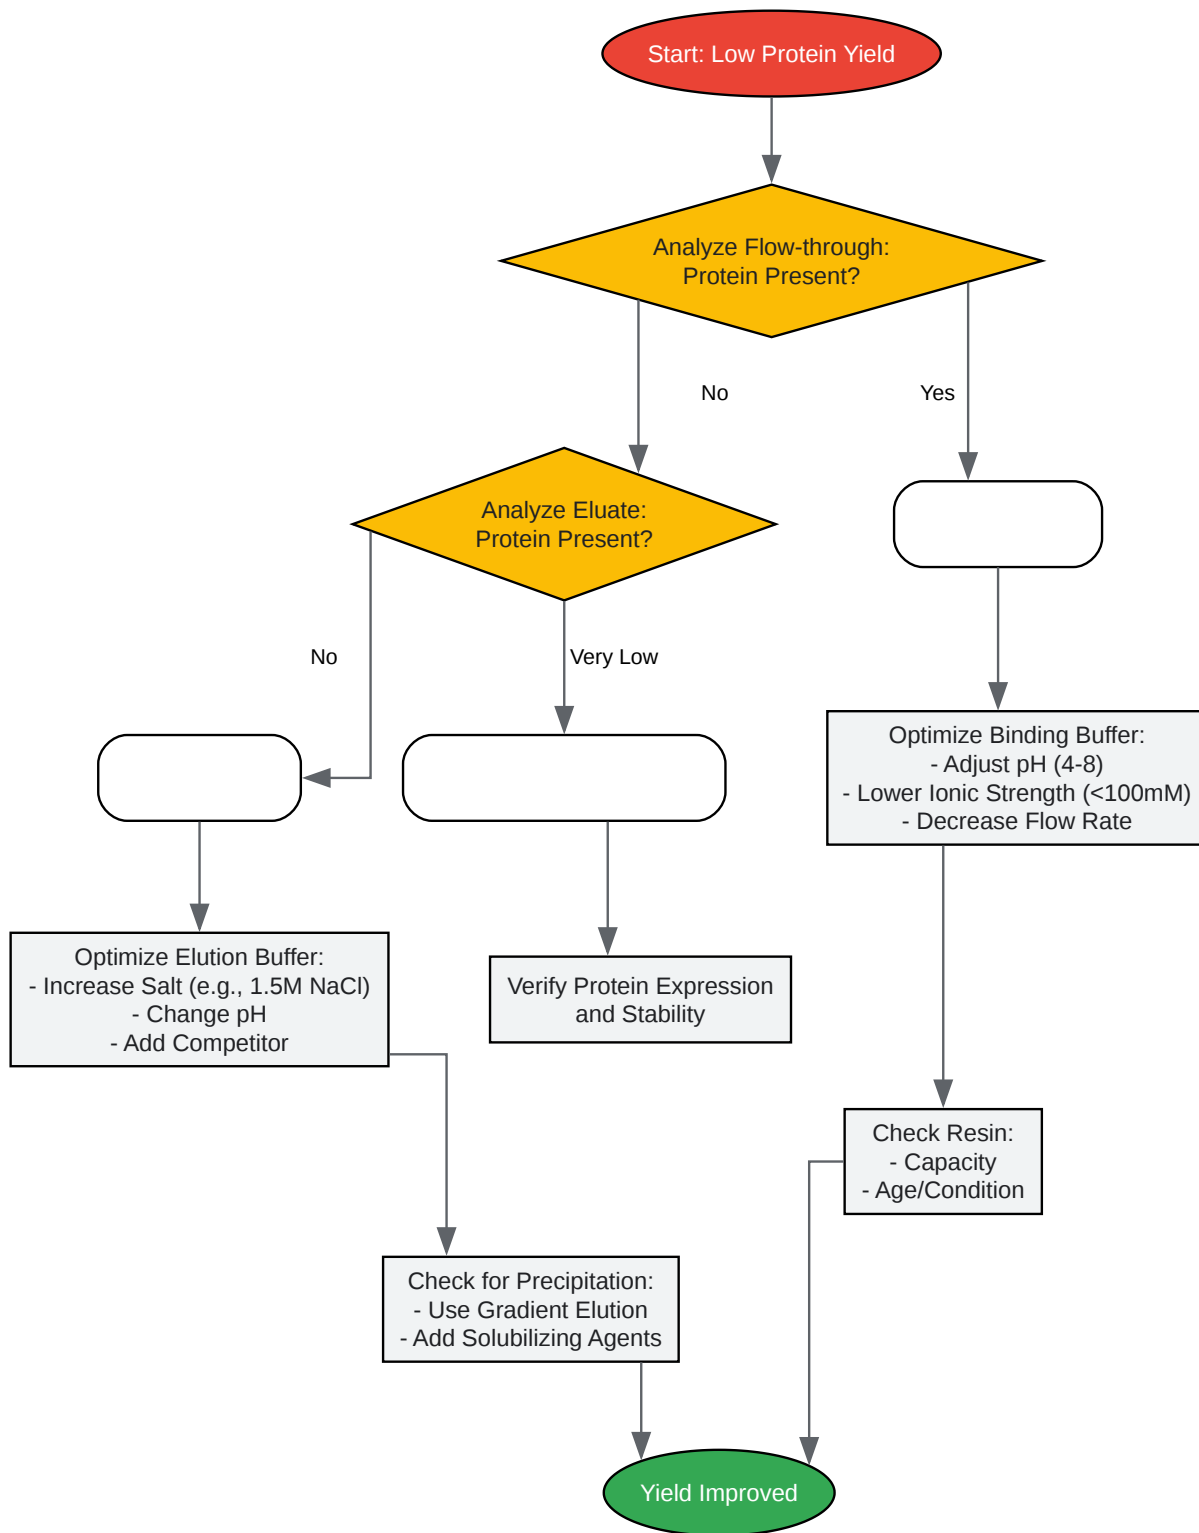 Start: Low Protein Yield
Analyze Flow-through:
Protein Present?
No
Yes
Analyze Eluate:
Protein Present?
No
Very Low
Optimize Binding Buffer:
- Adjust pH (4-8)
- Lower Ionic Strength (<100mM)
- Decrease Flow Rate
Optimize Elution Buffer:
- Increase Salt (e.g., 1.5M NaCl)
- Change pH
- Add Competitor
Verify Protein Expression
and Stability
Check Resin:
- Capacity
- Age/Condition
Check for Precipitation:
- Use Gradient Elution
- Add Solubilizing Agents
Yield Improved